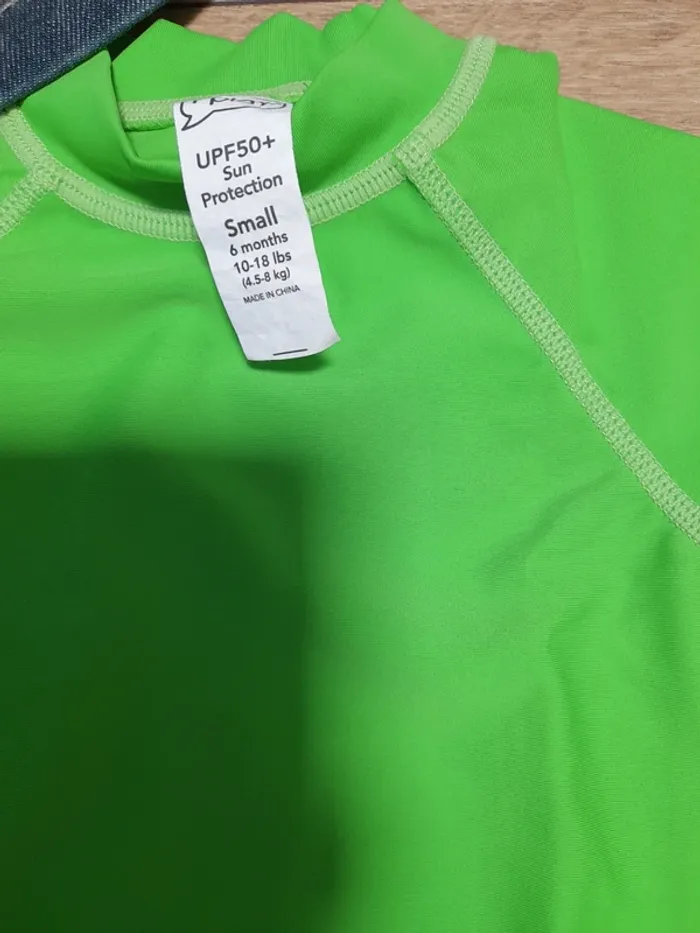 UPF50+
Sun
Protection
Small
6 months
10-18 lbs
(4.5-8 kg)
MADE IN CHINA